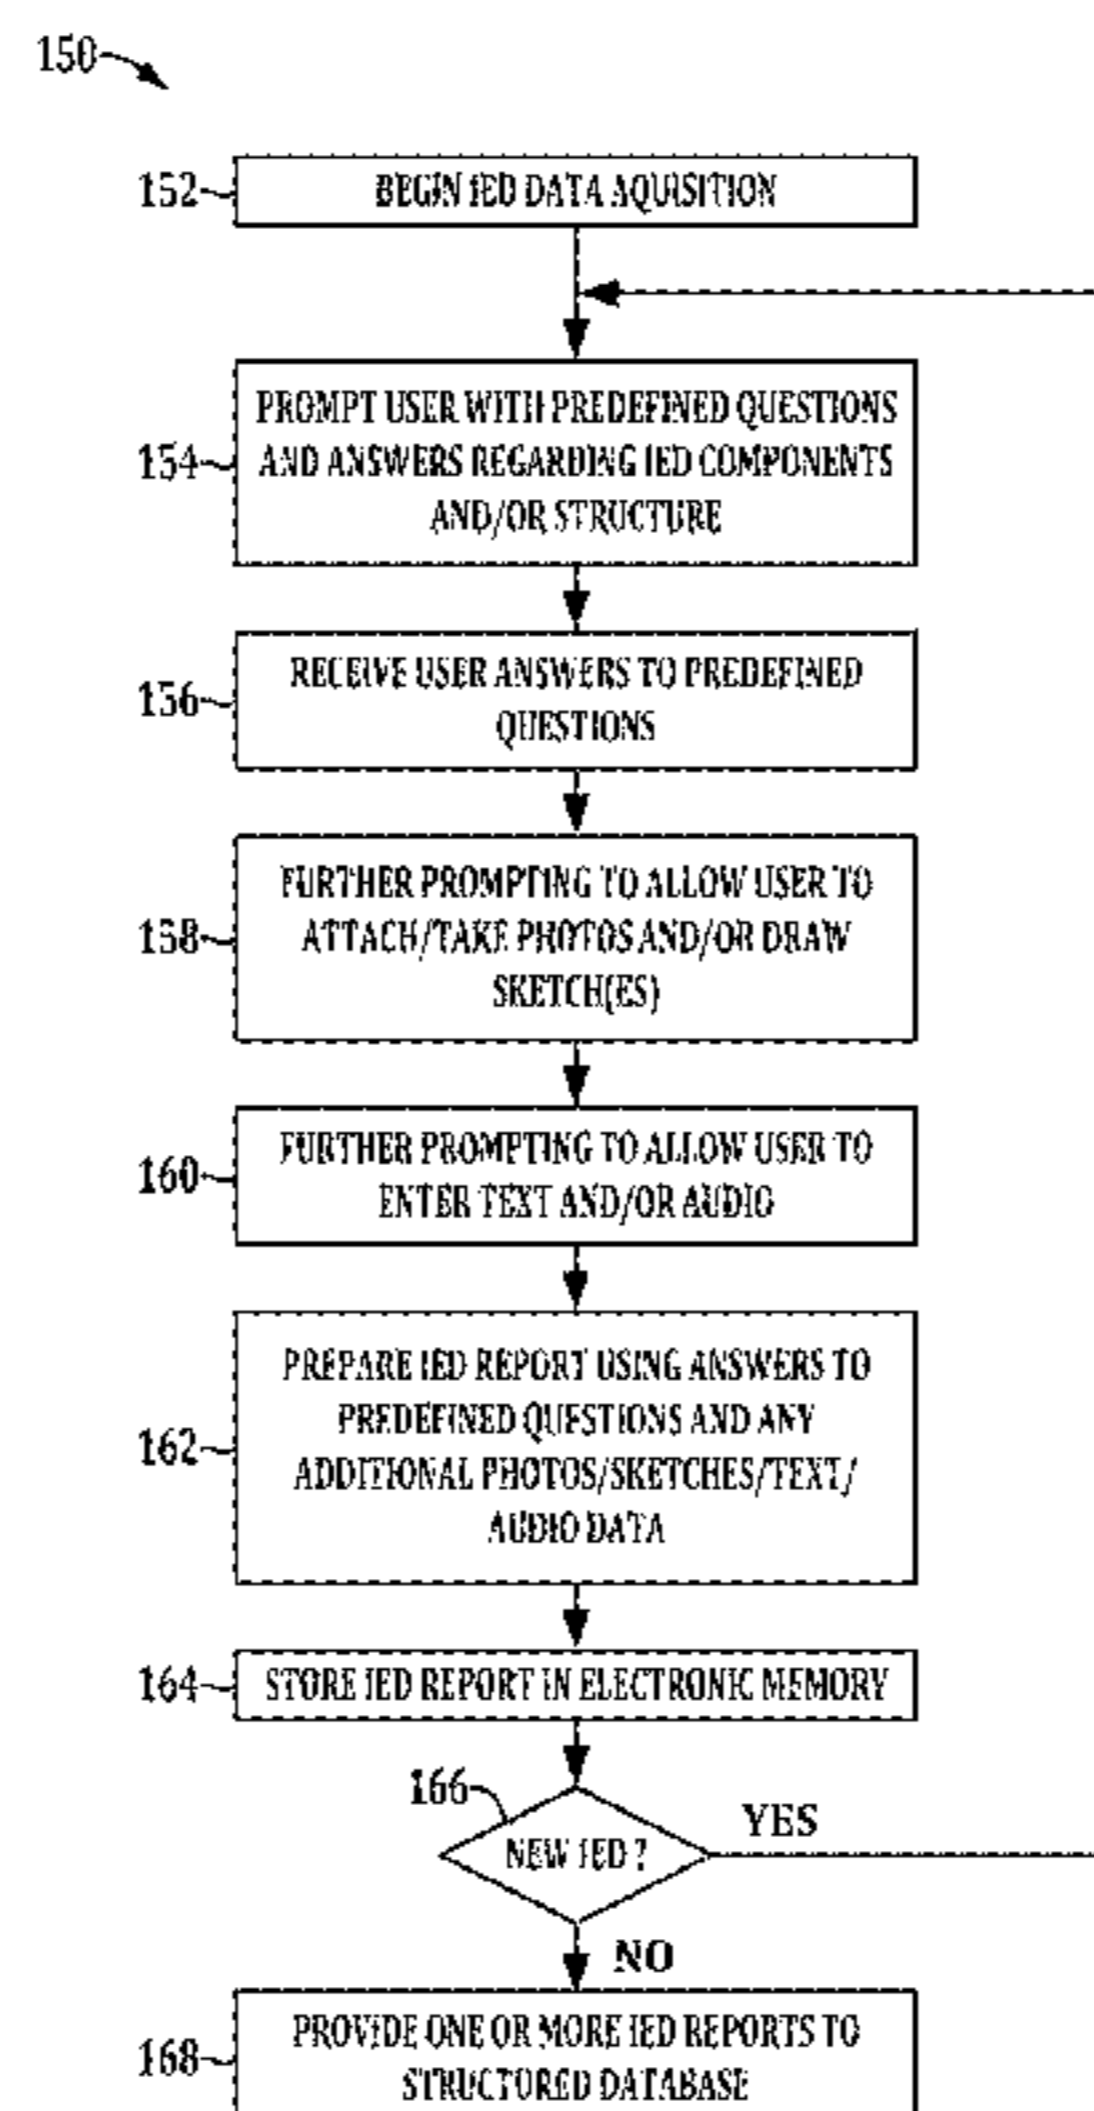 150
152
BEGIN IED DATA AQUISITION
154
PROMPT USER WITH PREDEFINED QUESTIONS
AND ANSWERS REGARDING IED COMPONENTS
AND/OR STRUCTURE
156
RECEIVE USER ANSWERS TO PREDEFINED
QUESTIONS
158
FURTHER PROMPTING TO ALLOW USER TO
ATTACH/TAKE PHOTOS AND/OR DRAW
SKETCH(ES)
160
FURTHER PROMPTING TO ALLOW USER TO
ENTER TEXT AND/OR AUDIO
162
PREPARE IED REPORT USING ANSWERS TO
PREDEFINED QUESTIONS AND ANY
ADDITIONAL PHOTOS/SKETCHES/TEXT/
AUDIO DATA
164
STORE IED REPORT IN ELECTRONIC MEMORY
166
NEW IED ?
YES
NO
168
PROVIDE ONE OR MORE IED REPORTS TO
STRUCTORED DATABASE